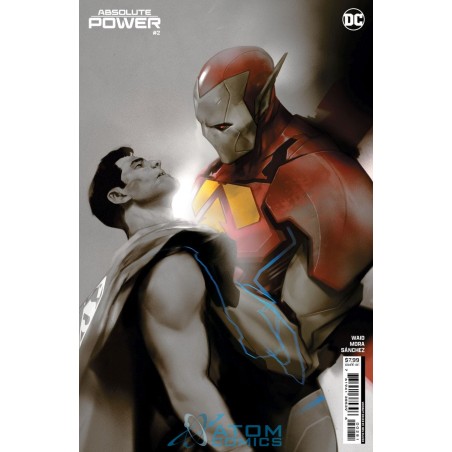 ABSOLUTE
POWER
#2
DC
WAID
MORA
SÁNCHEZ
$7.99
ATOM
COMICS